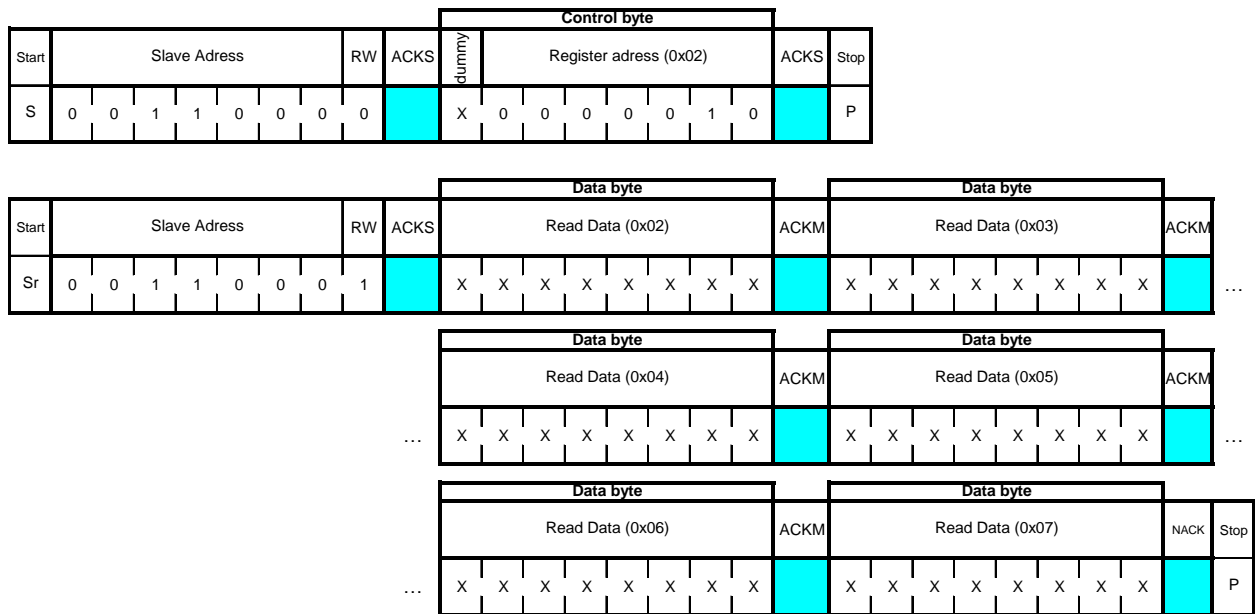 Control byte
Start Slave Adress RW ACKS dummy Register adress (0x02) ACKS Stop
S 0 0 1 1 0 0 0 0 X 0 0 0 0 0 1 0 P
Data byte Data byte
Start Slave Adress RW ACKS Read Data (0x02) ACKM Read Data (0x03) ACKM
Sr 0 0 1 1 0 0 0 1 X X X X X X X X X X X X X X X X …
Data byte Data byte
Read Data (0x04) ACKM Read Data (0x05) ACKM
… X X X X X X X X X X X X X X X X …
Data byte Data byte
Read Data (0x06) ACKM Read Data (0x07) NACK Stop
… X X X X X X X X X X X X X X X X P